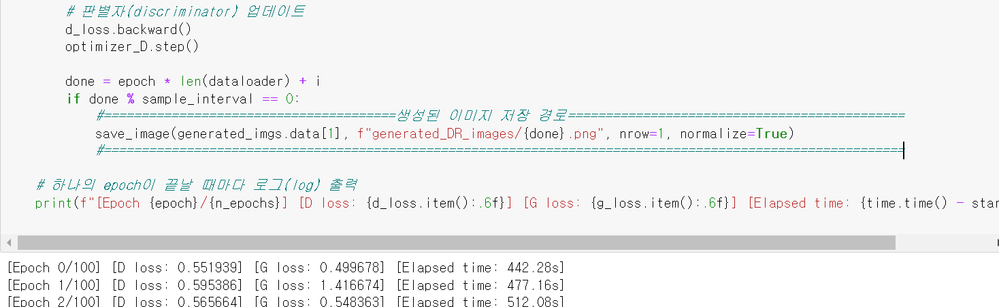 # 판별자(discriminator) 업데이트
d_loss.backward()
optimizer_D.step()
done = epoch * len(dataloader) + i
if done % sample_interval == 0:
#=======================================생성된 이미지 저장 경로=============================================
save_image(generated_imgs.data[1], f"generated_DR_images/{done}.png", nrow=1, normalize=True)
#===========================================================================================================
# 하나의 epoch이 끝날 때마다 로그(log) 출력
print(f"[Epoch {epoch}/{n_epochs}] [D loss: {d_loss.item():.6f}] [G loss: {g_loss.item():.6f}] [Elapsed time: {time.time() - star
[Epoch 0/100] [D loss: 0.551939] [G loss: 0.499678] [Elapsed time: 442.28s]
[Epoch 1/100] [D loss: 0.595386] [G loss: 1.416674] [Elapsed time: 477.16s]
[Epoch 2/100] [D loss: 0.565664] [G loss: 0.548363] [Elapsed time: 512.08s]